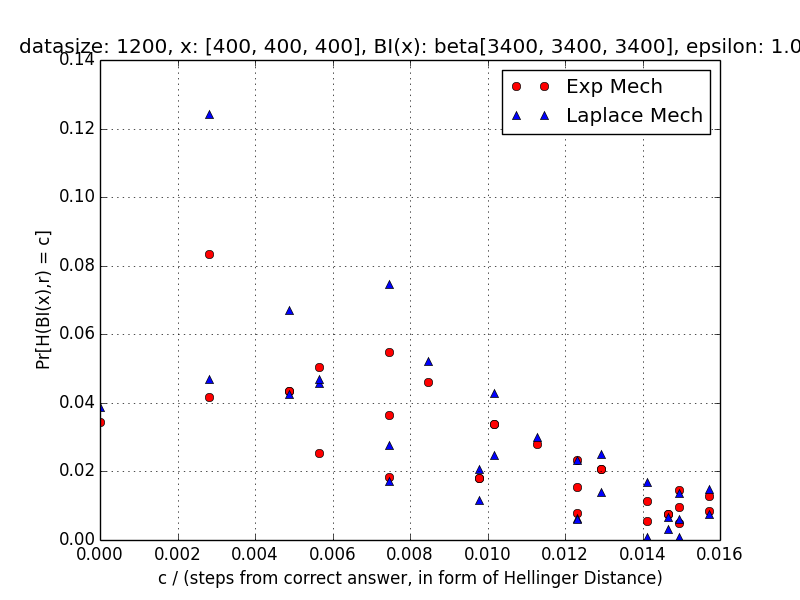 datasize: 1200, x: [400, 400, 400], BI(x): beta[3400, 3400, 3400], epsilon: 1.0
0.14
0.12
0.10
0.08
0.06
0.04
0.02
0.00
Pr[H(BI(x),r) = c]
Exp Mech
Laplace Mech
0.000 0.002 0.004 0.006 0.008 0.010 0.012 0.014 0.016
c / (steps from correct answer, in form of Hellinger Distance)